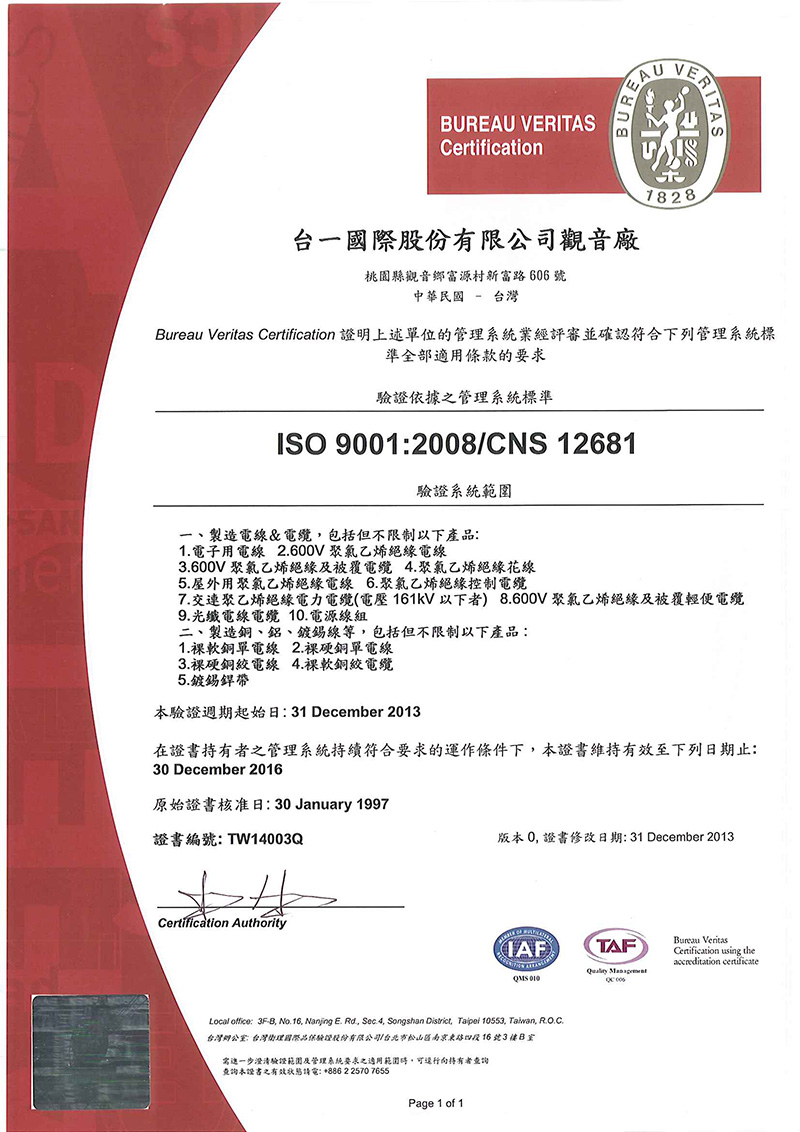 BUREAU VERITAS
Certification
BUREAU VERITAS
1828
台一國際股份有限公司觀音廠
桃園縣觀音鄉富源村新富路 606 號
中華民國 – 台灣
Bureau Veritas Certification 證明上述單位的管理系統業經評審並確認符合下列管理系統標
準全部適用條款的要求
驗證依據之管理系統標準
ISO 9001:2008/CNS 12681
驗證系統範圍
一、製造電線&電纜，包括但不限制以下產品:
1.電子用電線 2.600V 聚氯乙烯絕緣電線
3.600V 聚氯乙烯絕緣及被覆電纜 4.聚氯乙烯絕緣花線
5.屋外用聚氯乙烯絕緣電線 6.聚氯乙烯絕緣控制電纜
7.交連聚乙烯絕緣電力電纜(電壓 161kV 以下者) 8.600V 聚氯乙烯絕緣及被覆輕便電纜
9.光纖電線電纜 10.電源線組
二、製造銅、鋁、鍍錫線等，包括但不限制以下產品：
1.裸軟銅單電線 2.裸硬銅單電線
3.裸硬銅絞電線 4.裸軟銅絞電纜
5.鍍錫銲帶
本驗證週期起始日: 31 December 2013
在證書持有者之管理系統持續符合要求的運作條件下，本證書維持有效至下列日期止:
30 December 2016
原始證書核准日: 30 January 1997
證書編號: TW14003Q
版本 0, 證書修改日期: 31 December 2013
Certification Authority
MEMBER OF MULTILATERAL
IAF
RECOGNITION ARRANGEMENT
QMS 010
TAF
Quality Management
QC 006
Bureau Veritas
Certification using the
accreditation certificate
Local office: 3F-B, No.16, Nanjing E. Rd., Sec.4, Songshan District, Taipei 10553, Taiwan, R.O.C.
台灣辦公室: 台灣衛理國際品保驗證股份有限公司/台北市松山區南京東路四段 16 號 3 樓 B 室
需進一步澄清驗證範圍及管理系統要求之適用範圍時，可逕行向持有者查詢
查詢本證書之有效狀態請電: +886 2 2570 7655
Page 1 of 1